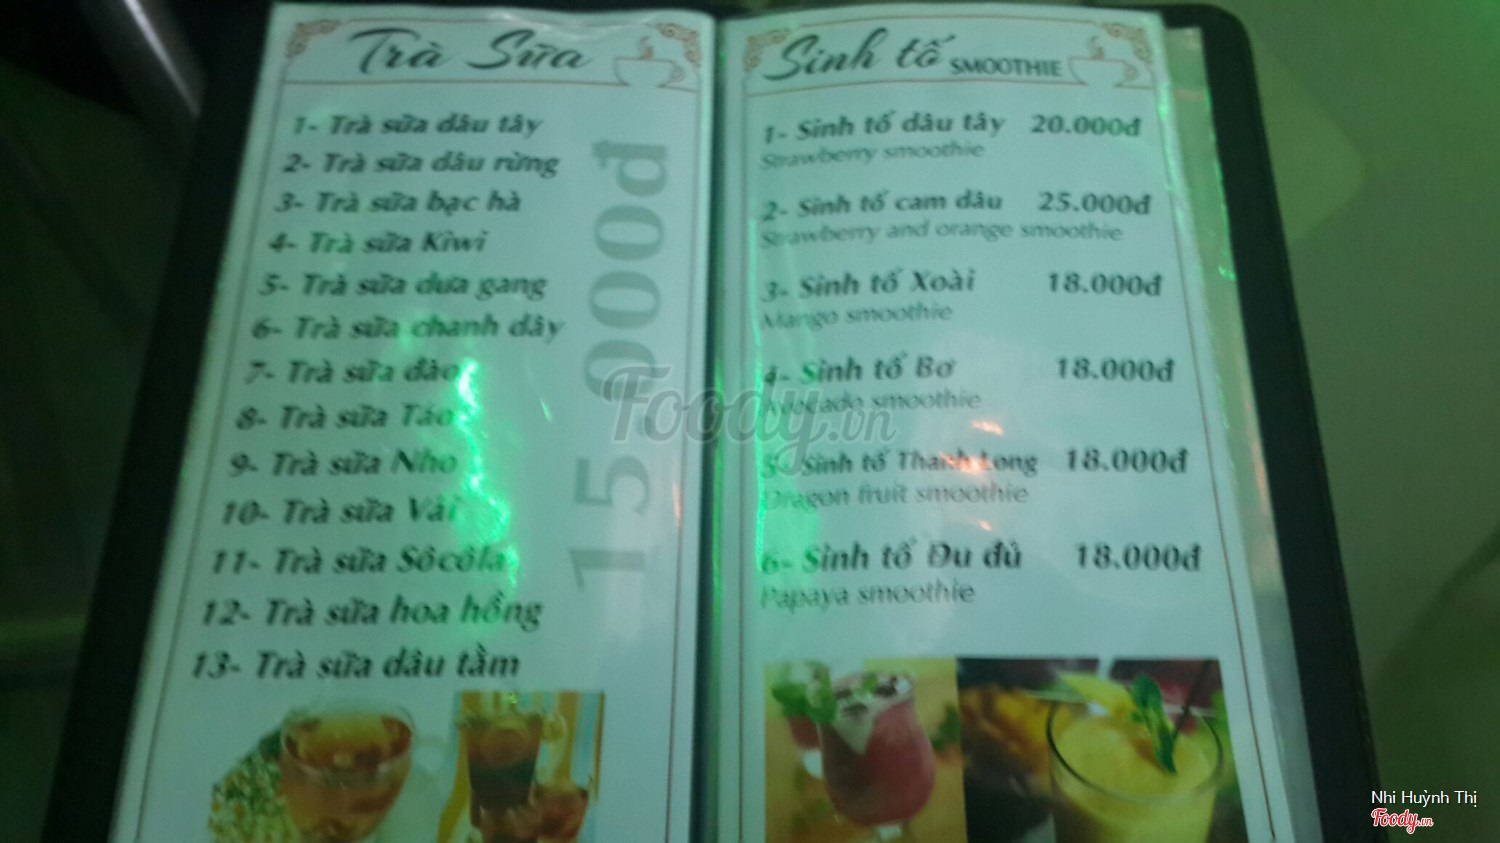 Trà Sữa
1- Trà sữa dâu tây
2- Trà sữa dâu rừng
3- Trà sữa bạc hà
4- Trà sữa Kiwi
5- Trà sữa dưa gang
6- Trà sữa chanh dây
7- Trà sữa đào
8- Trà sữa Táo
9- Trà sữa Nho
10- Trà sữa Vải
11- Trà sữa Sôcôla
12- Trà sữa hoa hồng
13- Trà sữa dâu tằm
15.000đ
Sinh tố SMOOTHIE
1- Sinh tố dâu tây 20.000đ
Strawberry smoothie
2- Sinh tố cam dâu 25.000đ
Strawberry and orange smoothie
3- Sinh tố Xoài 18.000đ
Mango smoothie
4- Sinh tố Bơ 18.000đ
Avocado smoothie
5- Sinh tố Thanh Long 18.000đ
Dragon fruit smoothie
6- Sinh tố Đu đủ 18.000đ
Papaya smoothie
Foody.vn
Nhi Huỳnh Thị
Foody.vn